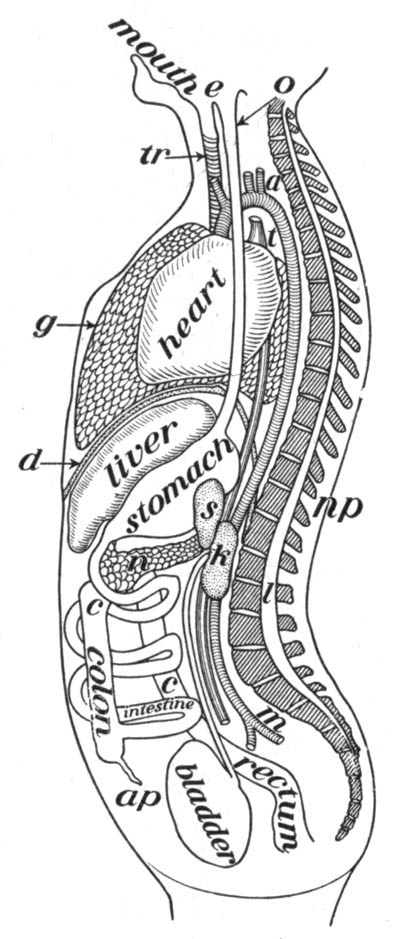 mouth
e
o
tr
a
t
heart
g
liver
d
stomach
s
np
n
k
c
l
colon
c
intestine
m
ap
bladder
rectum